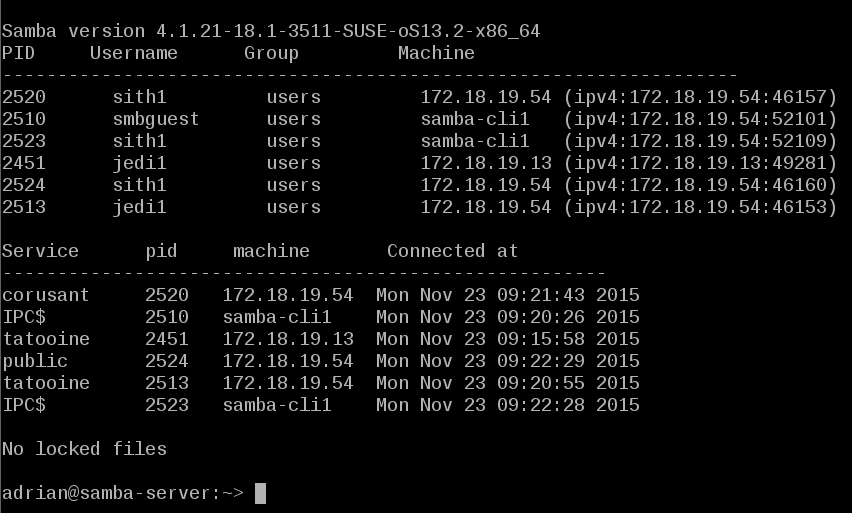 Samba version 4.1.21-18.1-3511-SUSE-oS13.2-x86_64
PID     Username      Group         Machine
-------------------------------------------------------------------
2520      sith1         users         172.18.19.54 (ipv4:172.18.19.54:46157)
2510      smbguest      users         samba-cli1   (ipv4:172.18.19.54:52101)
2523      sith1         users         samba-cli1   (ipv4:172.18.19.54:52109)
2451      jedi1         users         172.18.19.13 (ipv4:172.18.19.13:49281)
2524      sith1         users         172.18.19.54 (ipv4:172.18.19.54:46160)
2513      jedi1         users         172.18.19.54 (ipv4:172.18.19.54:46153)
Service      pid     machine       Connected at
-------------------------------------------------------
corusant     2520   172.18.19.54  Mon Nov 23 09:21:43 2015
IPC$         2510   samba-cli1    Mon Nov 23 09:20:26 2015
tatooine     2451   172.18.19.13  Mon Nov 23 09:15:58 2015
public       2524   172.18.19.54  Mon Nov 23 09:22:29 2015
tatooine     2513   172.18.19.54  Mon Nov 23 09:20:55 2015
IPC$         2523   samba-cli1    Mon Nov 23 09:22:28 2015
No locked files
adrian@samba-server:~>